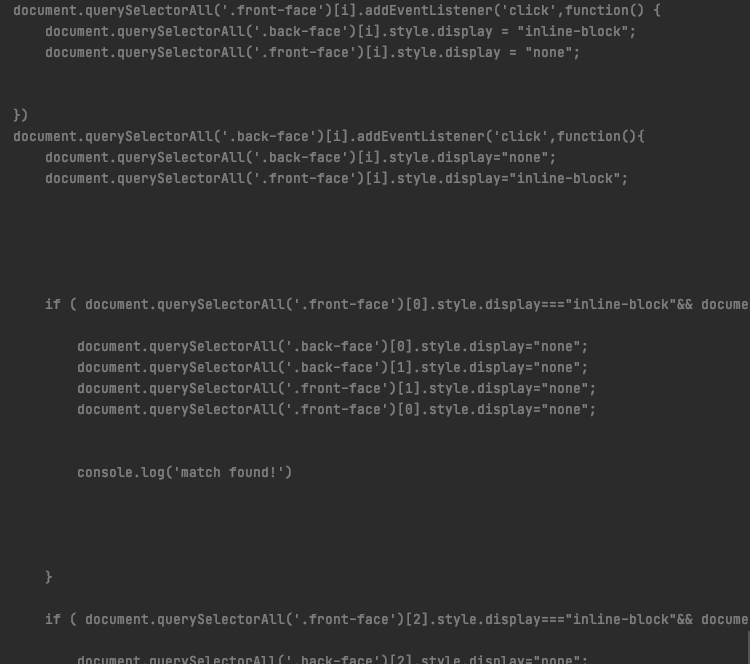 document.querySelectorAll('.front-face')[i].addEventListener('click',function() {
    document.querySelectorAll('.back-face')[i].style.display = "inline-block";
    document.querySelectorAll('.front-face')[i].style.display = "none";
})
document.querySelectorAll('.back-face')[i].addEventListener('click',function(){
    document.querySelectorAll('.back-face')[i].style.display="none";
    document.querySelectorAll('.front-face')[i].style.display="inline-block";
    if ( document.querySelectorAll('.front-face')[0].style.display==="inline-block"&& docume
        document.querySelectorAll('.back-face')[0].style.display="none";
        document.querySelectorAll('.back-face')[1].style.display="none";
        document.querySelectorAll('.front-face')[1].style.display="none";
        document.querySelectorAll('.front-face')[0].style.display="none";
        console.log('match found!')
    }
    if ( document.querySelectorAll('.front-face')[2].style.display==="inline-block"&& docume
        document.querySelectorAll('.back-face')[2].style.display="none";